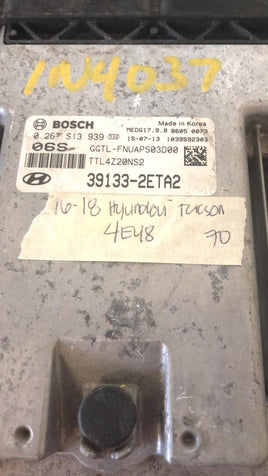 1N4037
BOSCH
Made in Korea
0 261 S13 939
MEDG17.9.8 8605 0073
15-07-13 1039S92303
06S
GGTL-FNUAPS03D00
TTL4Z20NS2
39133-2ETA2
16-18 Hyundai Tucson
4E48 70